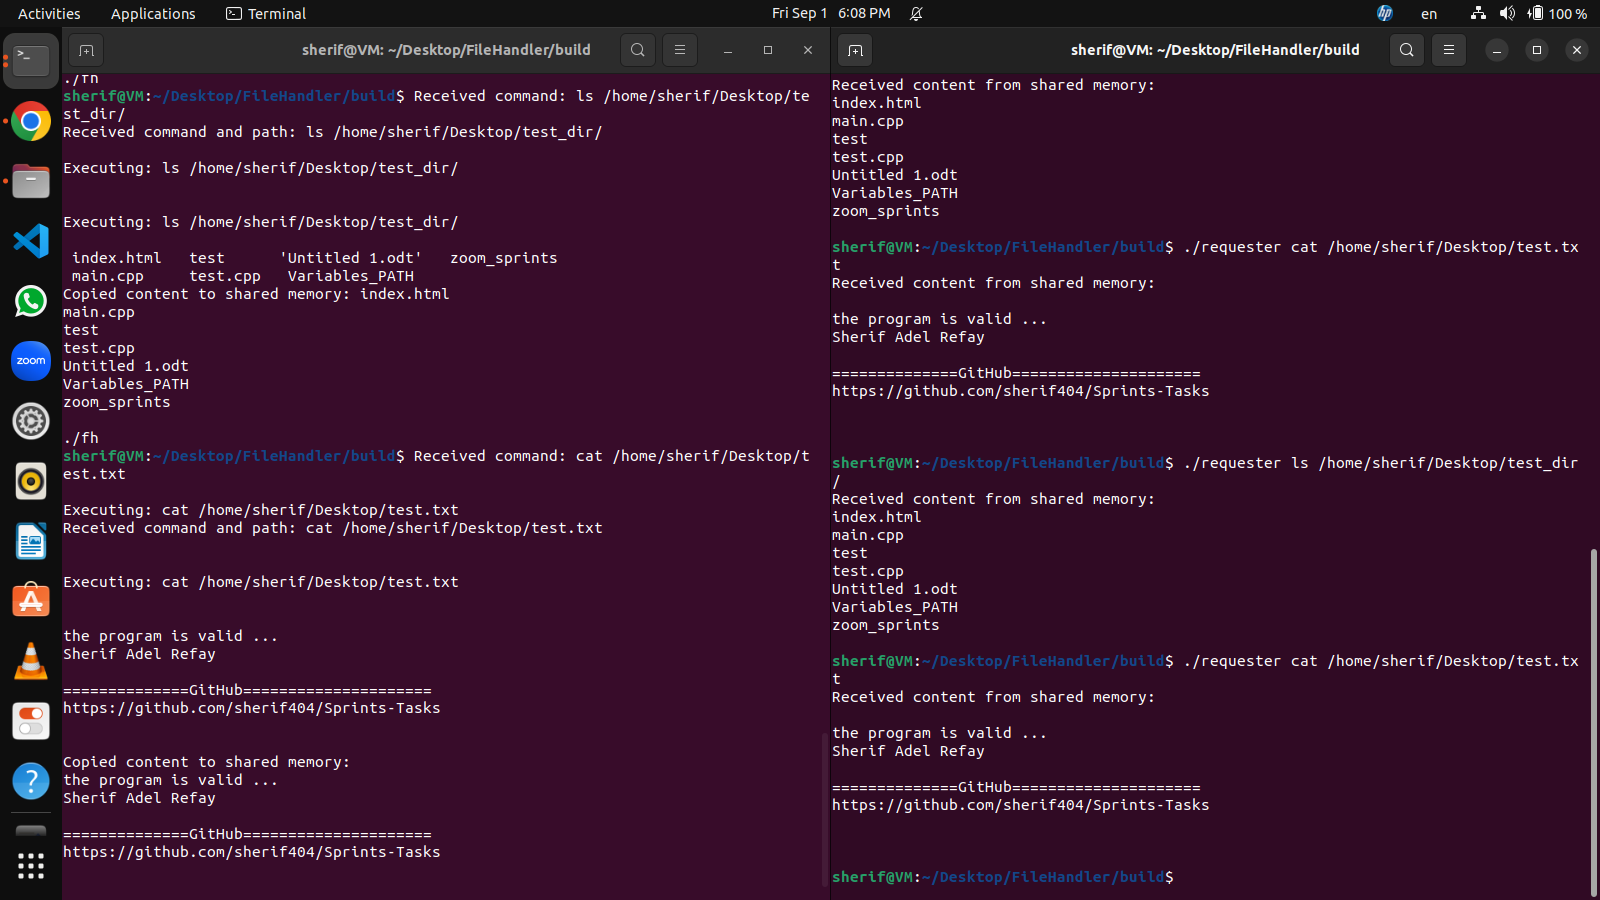 Activities Applications Terminal Fri Sep 1 6:08 PM en 100 %
sherif@VM: ~/Desktop/FileHandler/build
./fh
sherif@VM:~/Desktop/FileHandler/build$ Received command: ls /home/sherif/Desktop/te
st_dir/
Received command and path: ls /home/sherif/Desktop/test_dir/
Executing: ls /home/sherif/Desktop/test_dir/
Executing: ls /home/sherif/Desktop/test_dir/
index.html test 'Untitled 1.odt' zoom_sprints
main.cpp test.cpp Variables_PATH
Copied content to shared memory: index.html
main.cpp
test
test.cpp
Untitled 1.odt
Variables_PATH
zoom_sprints
./fh
sherif@VM:~/Desktop/FileHandler/build$ Received command: cat /home/sherif/Desktop/t
est.txt
Executing: cat /home/sherif/Desktop/test.txt
Received command and path: cat /home/sherif/Desktop/test.txt
Executing: cat /home/sherif/Desktop/test.txt
the program is valid ...
Sherif Adel Refay
==============GitHub=====================
https://github.com/sherif404/Sprints-Tasks
Copied content to shared memory:
the program is valid ...
Sherif Adel Refay
==============GitHub=====================
https://github.com/sherif404/Sprints-Tasks
sherif@VM: ~/Desktop/FileHandler/build
Received content from shared memory:
index.html
main.cpp
test
test.cpp
Untitled 1.odt
Variables_PATH
zoom_sprints
sherif@VM:~/Desktop/FileHandler/build$ ./requester cat /home/sherif/Desktop/test.tx
t
Received content from shared memory:
the program is valid ...
Sherif Adel Refay
==============GitHub=====================
https://github.com/sherif404/Sprints-Tasks
sherif@VM:~/Desktop/FileHandler/build$ ./requester ls /home/sherif/Desktop/test_dir
/
Received content from shared memory:
index.html
main.cpp
test
test.cpp
Untitled 1.odt
Variables_PATH
zoom_sprints
sherif@VM:~/Desktop/FileHandler/build$ ./requester cat /home/sherif/Desktop/test.tx
t
Received content from shared memory:
the program is valid ...
Sherif Adel Refay
==============GitHub=====================
https://github.com/sherif404/Sprints-Tasks
sherif@VM:~/Desktop/FileHandler/build$
zoom
hp